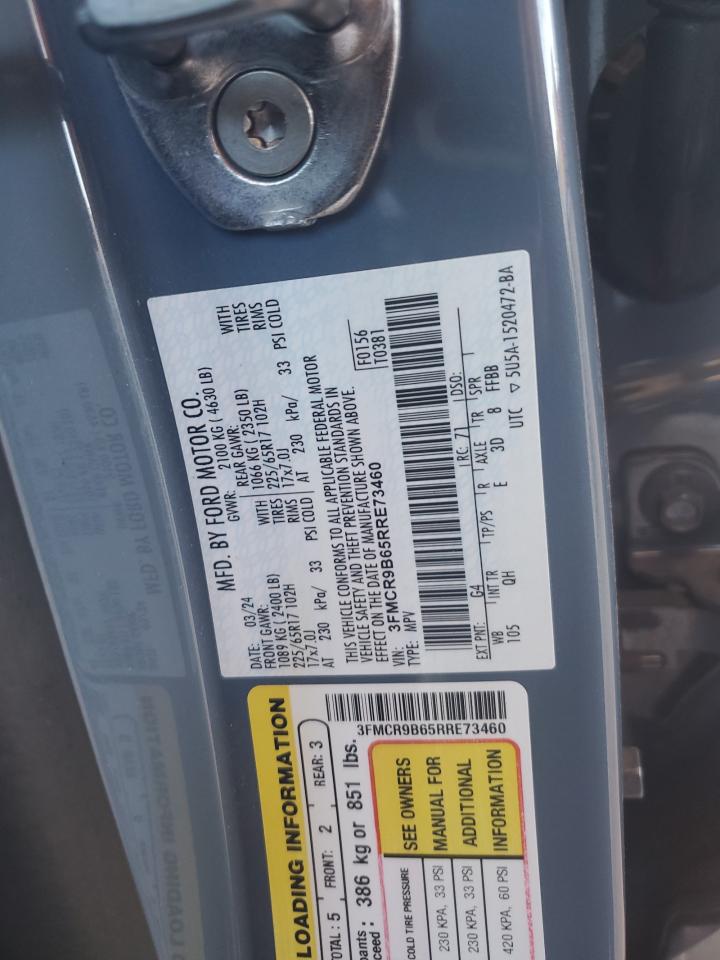 MFD. BY FORD MOTOR CO.
DATE: 03/24 GVWR: 2100 KG ( 4630 LB)
FRONT GAWR: REAR GAWR:
1089 KG ( 2400 LB) WITH 1066 KG ( 2350 LB) WITH
225/65R17 102H TIRES 225/65R17 102H TIRES
17x7.0J RIMS 17x7.0J RIMS
AT 230 kPa/ 33 PSI COLD AT 230 kPa/ 33 PSI COLD
THIS VEHICLE CONFORMS TO ALL APPLICABLE FEDERAL MOTOR
VEHICLE SAFETY AND THEFT PREVENTION STANDARDS IN
EFFECT ON THE DATE OF MANUFACTURE SHOWN ABOVE.
VIN: 3FMCR9B65RRE73460
TYPE: MPV
F0156
T0381
EXT PNT: G4 RC: 71 DSO:
WB INT TR TP/PS R AXLE TR SPR
105 QH E 3D 8 FFBB
UTC ▽ 5U5A-1520472-BA
LOADING INFORMATION
OTAL : 5 FRONT: 2 REAR: 3
pants : 386 kg or 851 lbs.
xceed :
3FMCR9B65RRE73460
COLD TIRE PRESSURE
230 KPA, 33 PSI
230 KPA, 33 PSI
420 KPA, 60 PSI
SEE OWNERS
MANUAL FOR
ADDITIONAL
INFORMATION